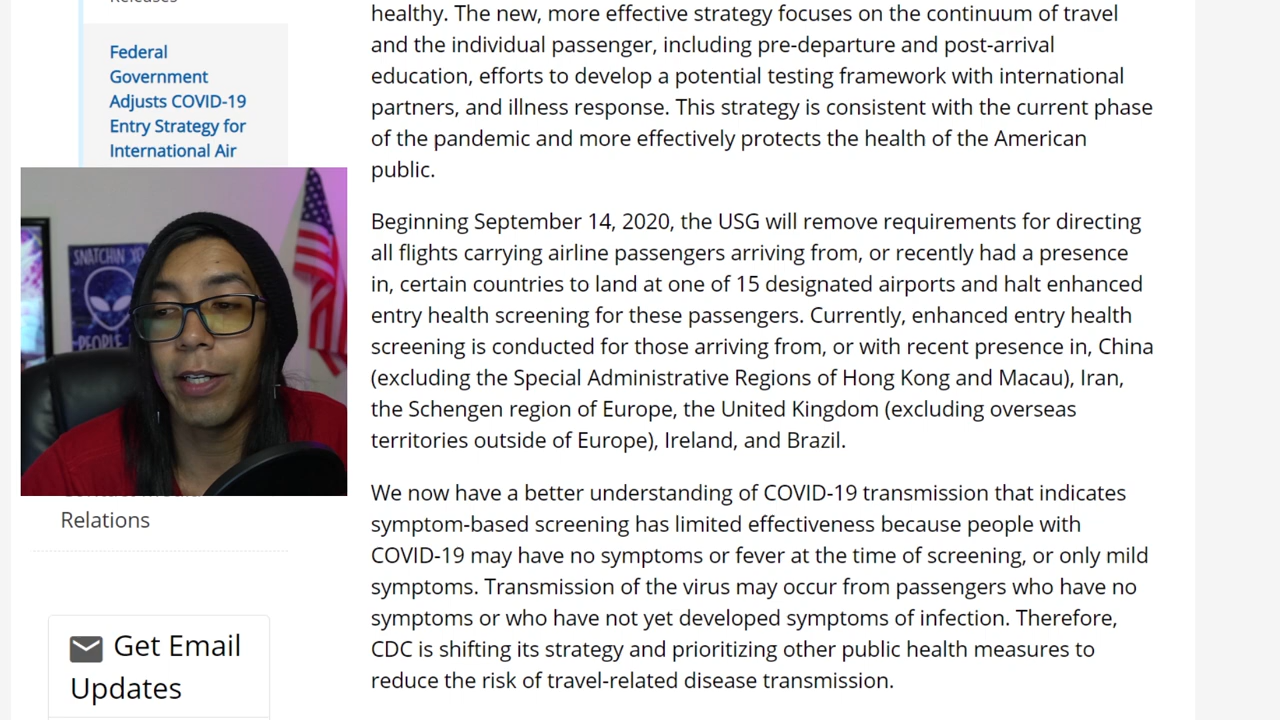 Releases
Federal
Government
Adjusts COVID-19
Entry Strategy for
International Air
SNATCHIN YO
PEOPLE
Relations
Get Email
Updates
healthy. The new, more effective strategy focuses on the continuum of travel
and the individual passenger, including pre-departure and post-arrival
education, efforts to develop a potential testing framework with international
partners, and illness response. This strategy is consistent with the current phase
of the pandemic and more effectively protects the health of the American
public.
Beginning September 14, 2020, the USG will remove requirements for directing
all flights carrying airline passengers arriving from, or recently had a presence
in, certain countries to land at one of 15 designated airports and halt enhanced
entry health screening for these passengers. Currently, enhanced entry health
screening is conducted for those arriving from, or with recent presence in, China
(excluding the Special Administrative Regions of Hong Kong and Macau), Iran,
the Schengen region of Europe, the United Kingdom (excluding overseas
territories outside of Europe), Ireland, and Brazil.
We now have a better understanding of COVID-19 transmission that indicates
symptom-based screening has limited effectiveness because people with
COVID-19 may have no symptoms or fever at the time of screening, or only mild
symptoms. Transmission of the virus may occur from passengers who have no
symptoms or who have not yet developed symptoms of infection. Therefore,
CDC is shifting its strategy and prioritizing other public health measures to
reduce the risk of travel-related disease transmission.